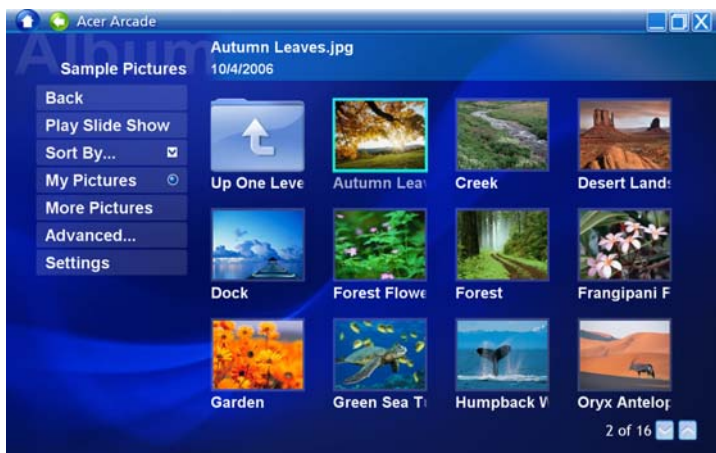 Acer Arcade
Album
Autumn Leaves.jpg
Sample Pictures
10/4/2006
Back
Play Slide Show
Sort By...
My Pictures
More Pictures
Advanced...
Settings
Up One Leve
Autumn Leav
Creek
Desert Lands
Dock
Forest Flowe
Forest
Frangipani F
Garden
Green Sea T
Humpback W
Oryx Antelop
2 of 16